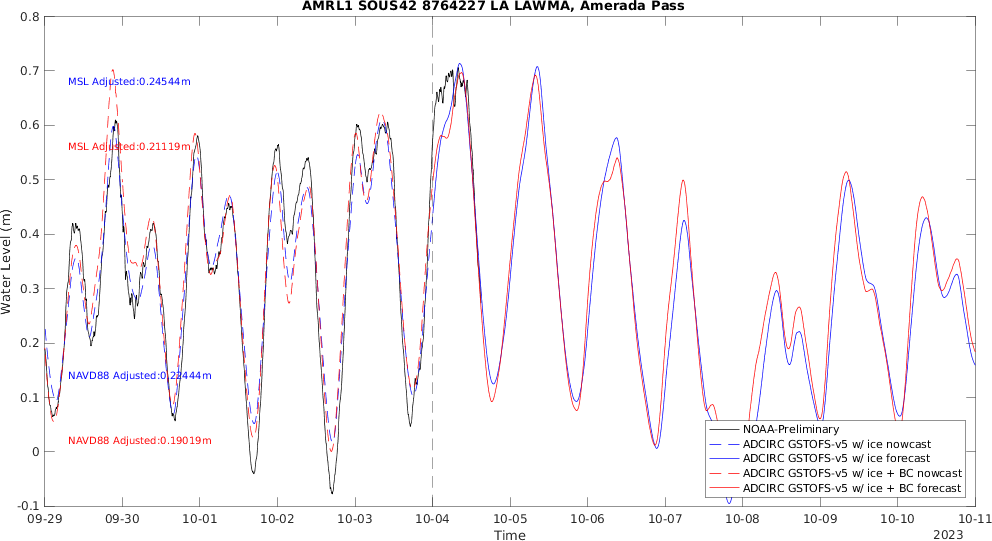 AMRL1 SOUS42 8764227 LA LAWMA, Amerada Pass
0.8
0.7
0.6
0.5
0.4
0.3
0.2
0.1
0
-0.1
Water Level (m)
MSL Adjusted:0.24544m
MSL Adjusted:0.21119m
NAVD88 Adjusted:0.22444m
NAVD88 Adjusted:0.19019m
NOAA-Preliminary
ADCIRC GSTOFS-v5 w/ ice nowcast
ADCIRC GSTOFS-v5 w/ ice forecast
ADCIRC GSTOFS-v5 w/ ice + BC nowcast
ADCIRC GSTOFS-v5 w/ ice + BC forecast
09-29 09-30 10-01 10-02 10-03 10-04 10-05 10-06 10-07 10-08 10-09 10-10 10-11
Time
2023